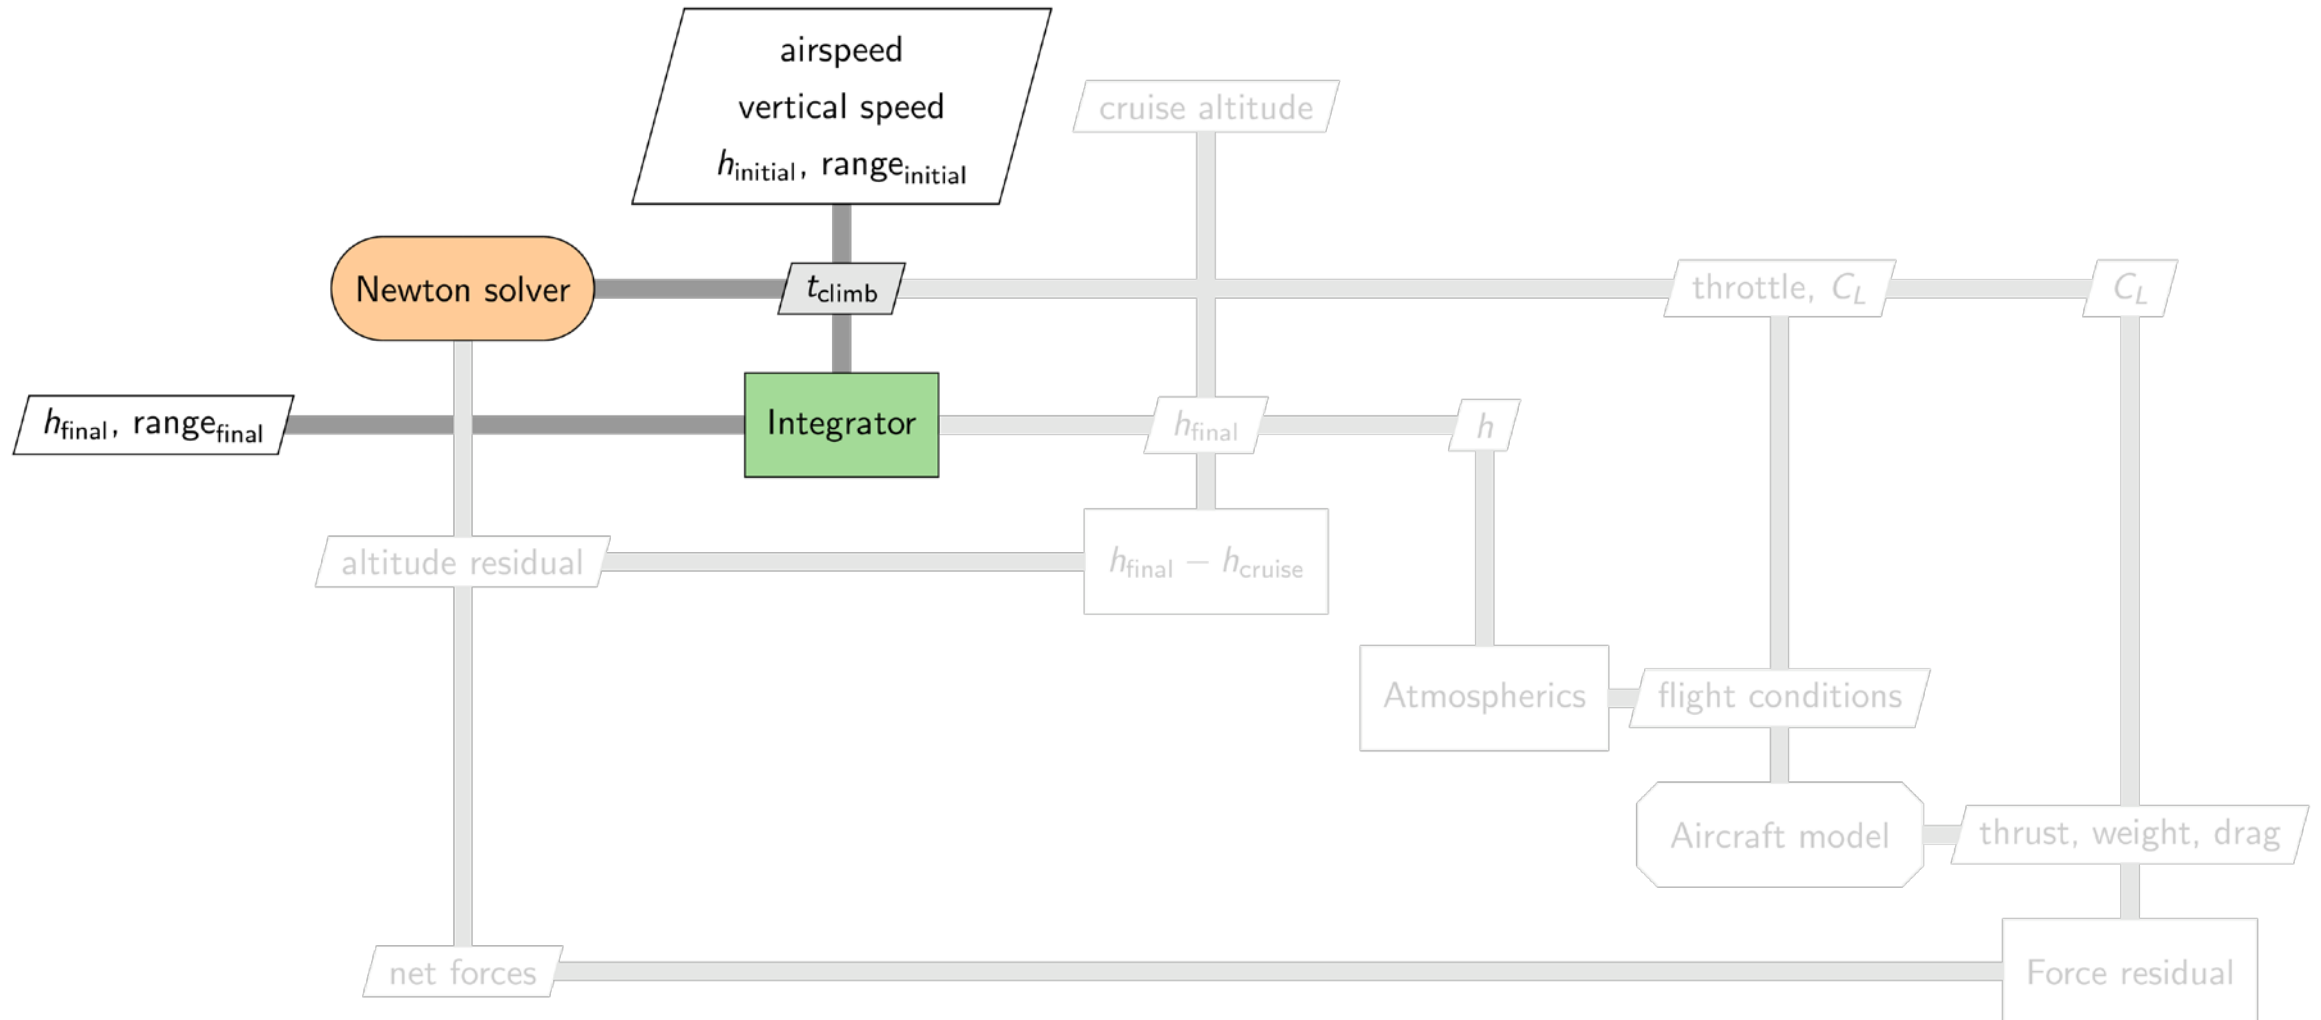 airspeed
vertical speed
h_initial, range_initial
cruise altitude
Newton solver
t_climb
throttle, C_L
C_L
h_final, range_final
Integrator
h_final
h
altitude residual
h_final − h_cruise
Atmospherics
flight conditions
Aircraft model
thrust, weight, drag
net forces
Force residual